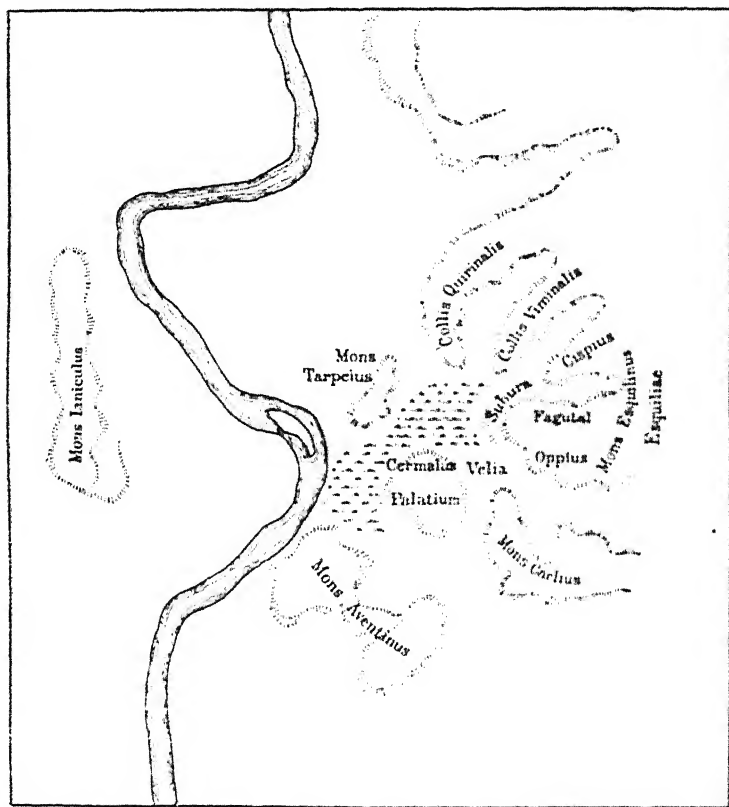 Collis Quirinalis
Collis Viminalis
Mons
Tarpeius
Cispius
Subura
Fagutal
Mons Esquilinus
Esquiliae
Mons Ianiculus
Cermalus
Velia
Oppius
Palatium
Mons Caelius
Mons Aventinus